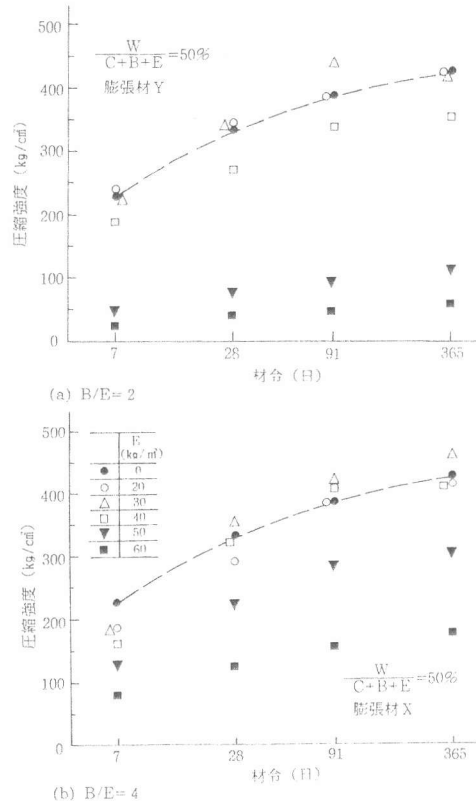 500
400
300
200
100
0
圧縮強度 (kg/cm²)
W
C+B+E
=50%
膨張材Y
7 28 91 365
材令 (日)
(a) B/E= 2
500
400
300
200
100
0
圧縮強度 (kg/cm²)
E
(kg/m³)
● 0
○ 20
△ 30
□ 40
▼ 50
■ 60
W
C+B+E
=50%
膨張材X
7 28 91 365
材令 (日)
(b) B/E= 4